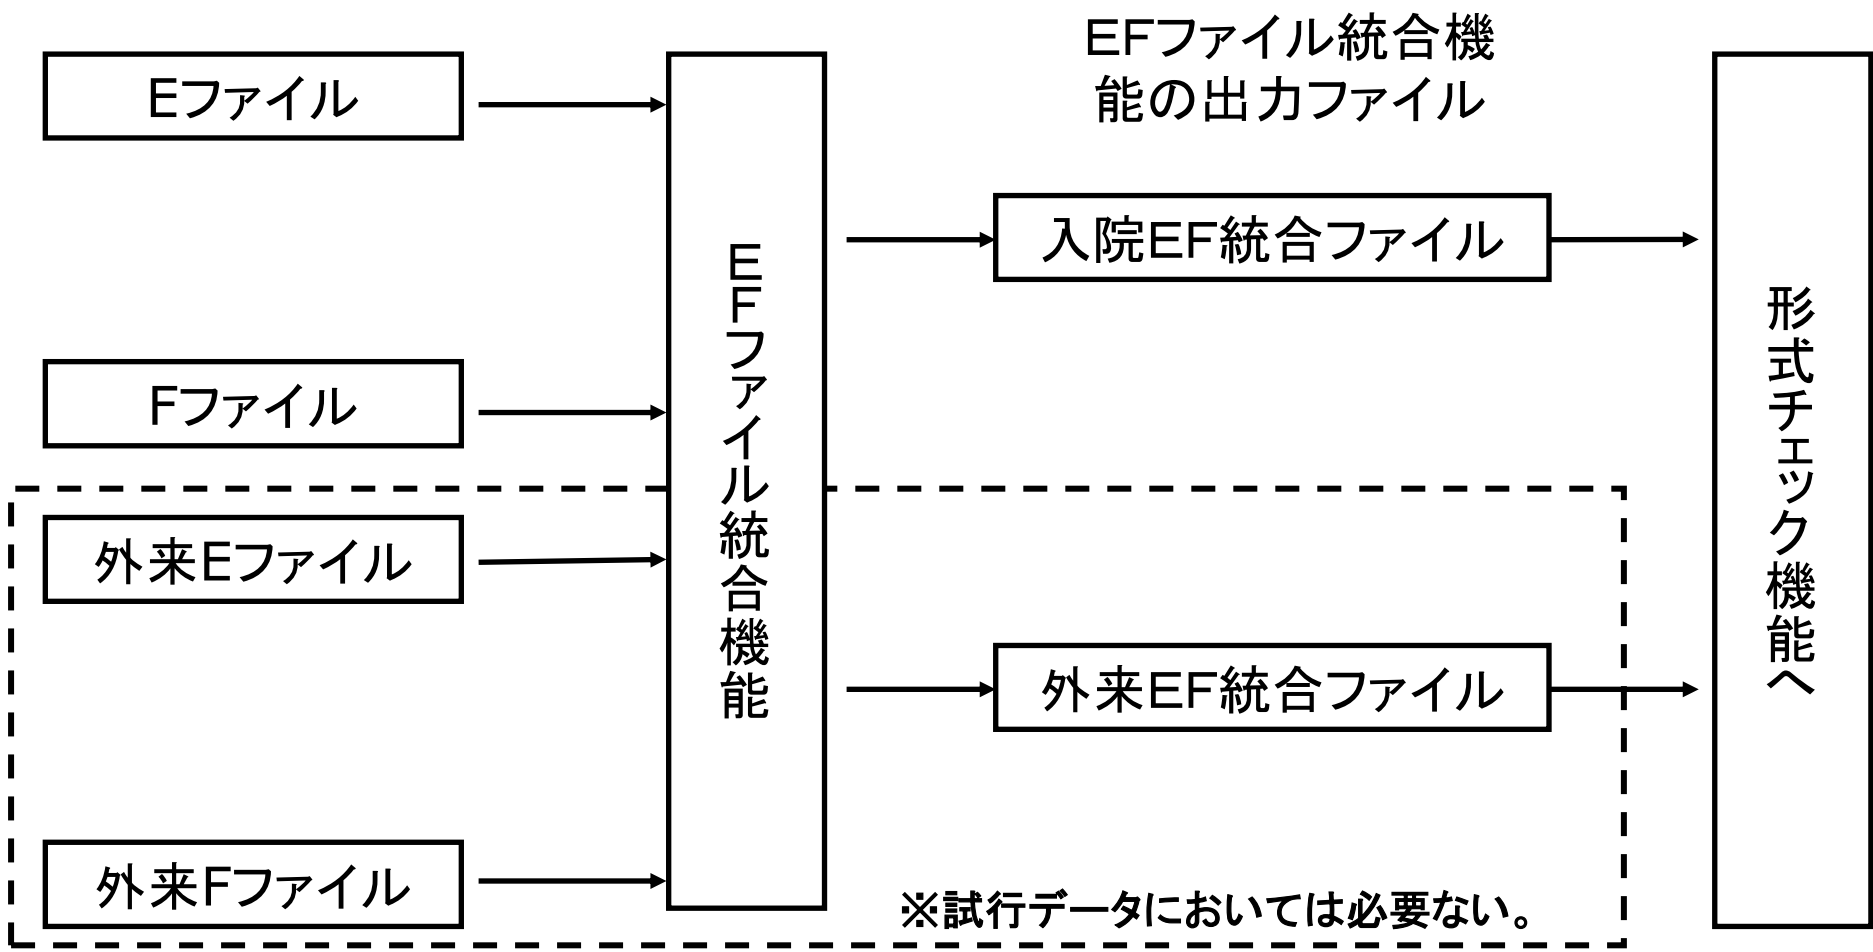 Eファイル
Fファイル
外来Eファイル
外来Fファイル
EFファイル統合機能
EFファイル統合機
能の出力ファイル
入院EF統合ファイル
外来EF統合ファイル
※試行データにおいては必要ない。
形式チェック機能へ